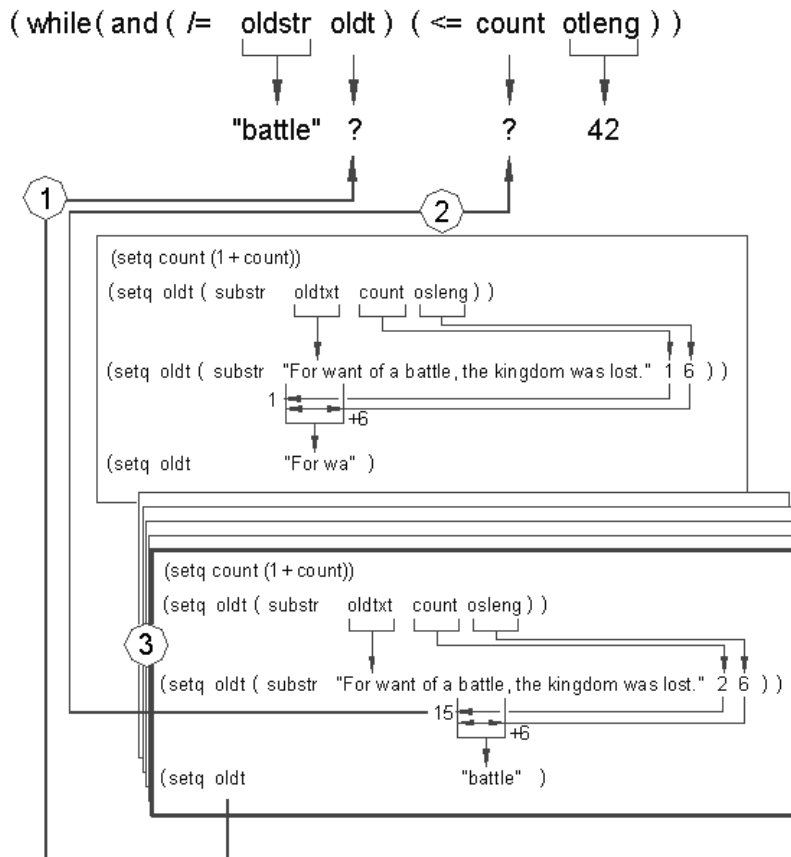 ( while ( and ( /= oldstr oldt ) ( <= count otleng ) )
"battle" ? ? 42
1
2
(setq count (1 + count))
(setq oldt ( substr oldtxt count osleng ) )
(setq oldt ( substr "For want of a battle, the kingdom was lost." 1 6 ) )
1
+6
(setq oldt "For wa" )
(setq count (1 + count))
(setq oldt ( substr oldtxt count osleng ) )
3
(setq oldt ( substr "For want of a battle, the kingdom was lost." 2 6 ) )
15
+6
(setq oldt "battle" )